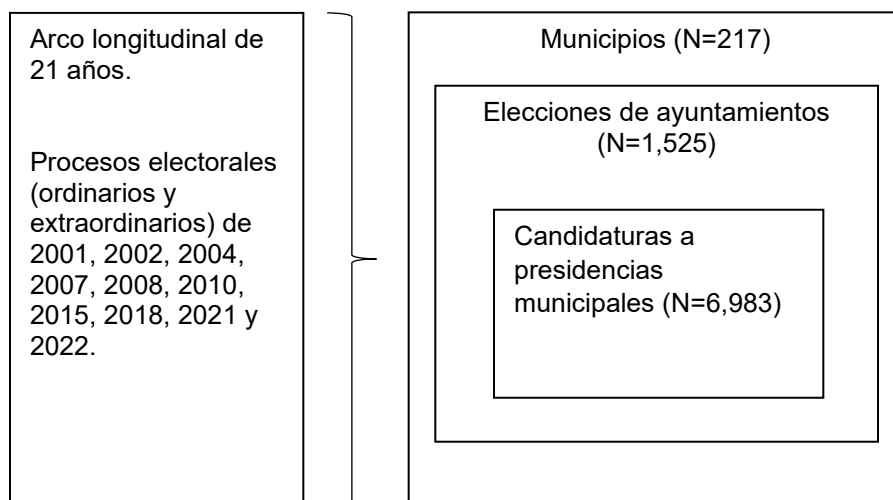 Arco longitudinal de
21 años.
Procesos electorales
(ordinarios y
extraordinarios) de
2001, 2002, 2004,
2007, 2008, 2010,
2015, 2018, 2021 y
2022.
Municipios (N=217)
Elecciones de ayuntamientos
(N=1,525)
Candidaturas a
presidencias
municipales (N=6,983)